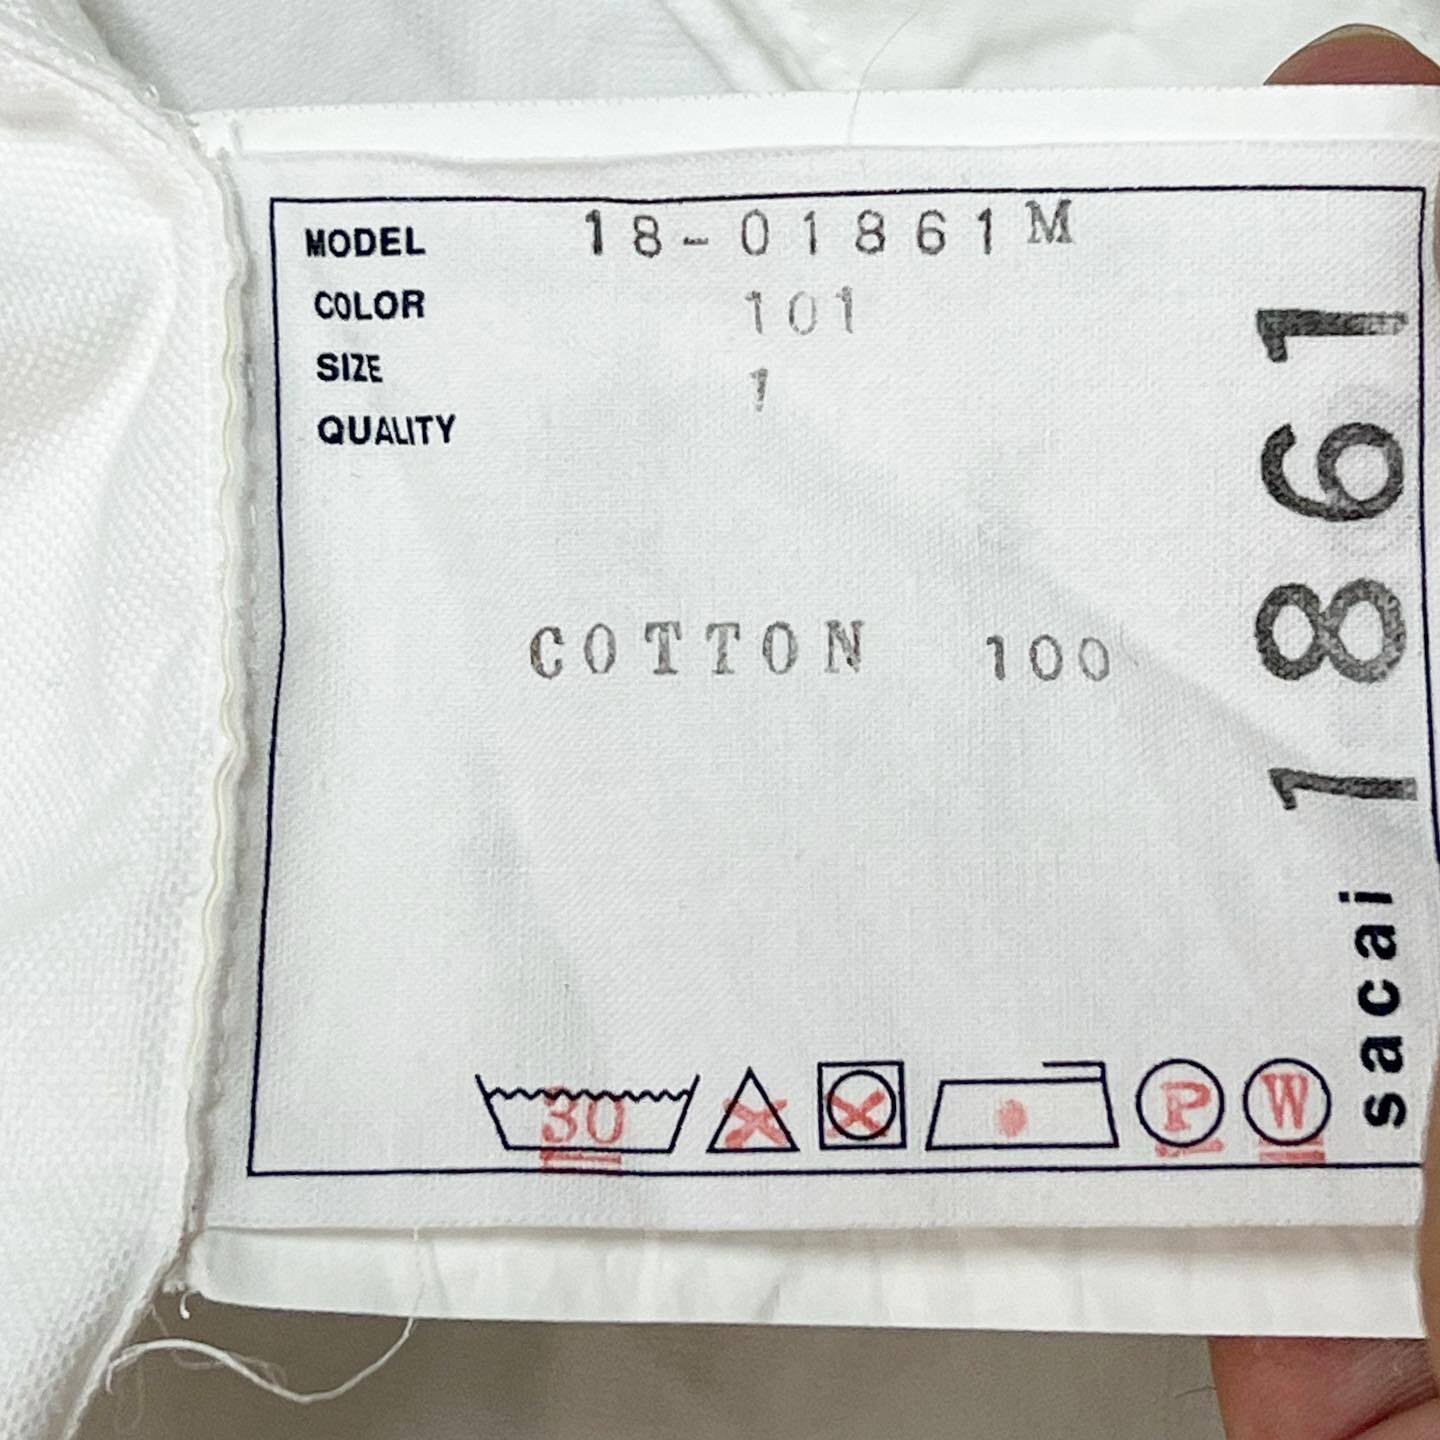 MODEL 18-01861M
COLOR 101
SIZE 1
QUALITY
COTTON 100
30 P W
sacai 1861